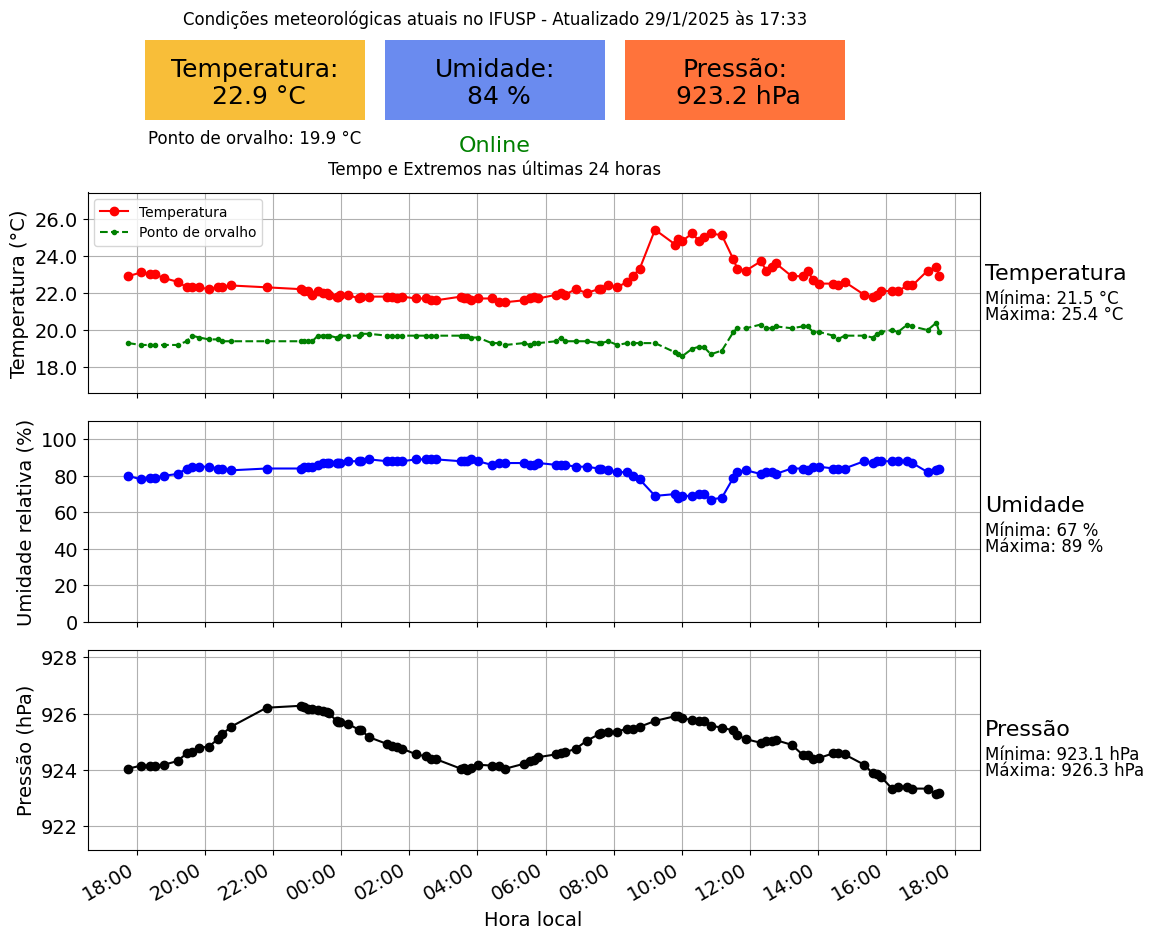 Condições meteorológicas atuais no IFUSP - Atualizado 29/1/2025 às 17:33
Temperatura:
22.9 °C
Umidade:
84 %
Pressão:
923.2 hPa
Ponto de orvalho: 19.9 °C
Online
Tempo e Extremos nas últimas 24 horas
Temperatura (°C)
26.0
24.0
22.0
20.0
18.0
Temperatura
Ponto de orvalho
Temperatura
Mínima: 21.5 °C
Máxima: 25.4 °C
Umidade relativa (%)
100
80
60
40
20
0
Umidade
Mínima: 67 %
Máxima: 89 %
Pressão (hPa)
928
926
924
922
Pressão
Mínima: 923.1 hPa
Máxima: 926.3 hPa
18:00 20:00 22:00 00:00 02:00 04:00 06:00 08:00 10:00 12:00 14:00 16:00 18:00
Hora local